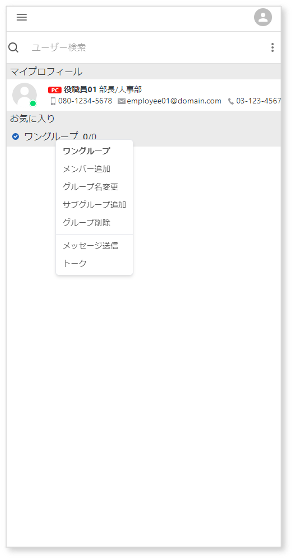 ユーザー検索
マイプロフィール
PC 役職員01 部長/人事部
080-1234-5678 employee01@domain.com 03-123-4567
お気に入り
ワングループ 0/0
ワングループ
メンバー追加
グループ名変更
サブグループ追加
グループ削除
メッセージ送信
トーク